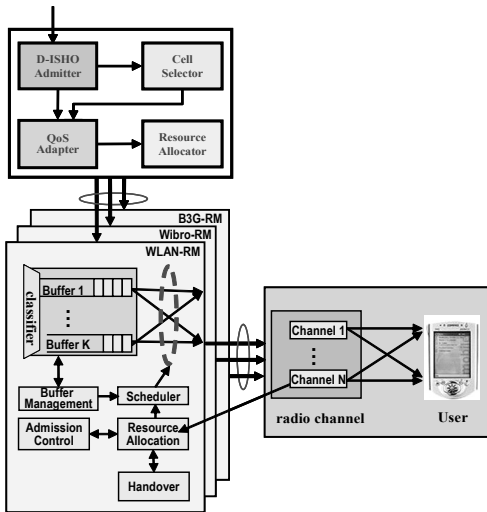 D-ISHO
Admitter
Cell
Selector
QoS
Adapter
Resource
Allocator
B3G-RM
Wibro-RM
WLAN-RM
classifier
Buffer 1
Buffer K
Buffer
Management
Scheduler
Admission
Control
Resource
Allocation
Handover
Channel 1
Channel N
radio channel
User